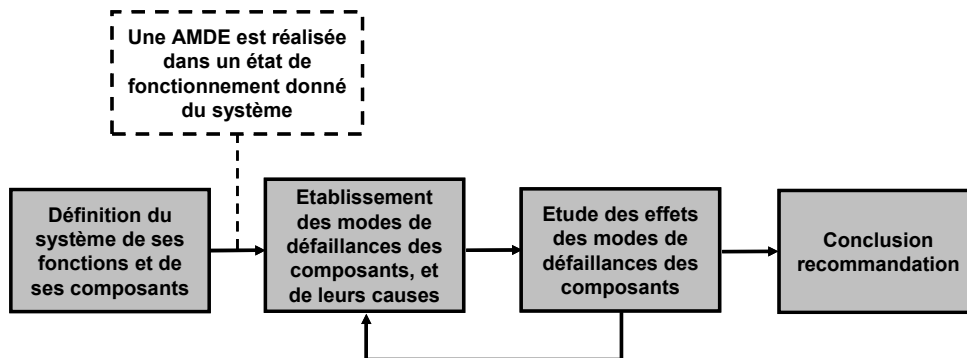 Une AMDE est réalisée
dans un état de
fonctionnement donné
du système
Définition du
système de ses
fonctions et de
ses composants
Etablissement
des modes de
défaillances des
composants, et
de leurs causes
Etude des effets
des modes de
défaillances des
composants
Conclusion
recommandation